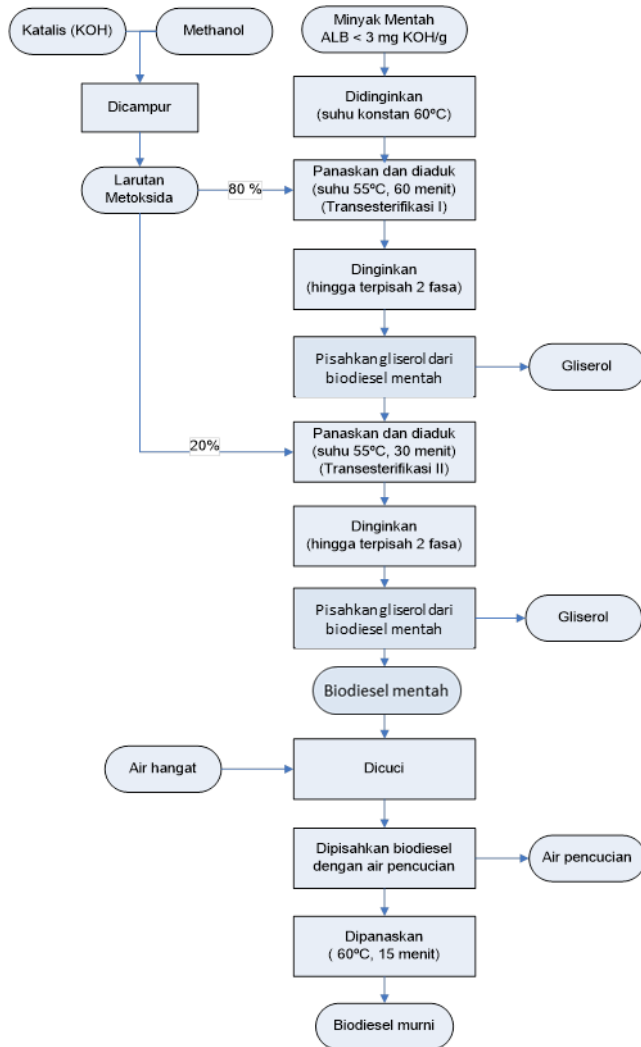 Katalis (KOH)
Methanol
Minyak Mentah
ALB < 3 mg KOH/g
Dicampur
Didinginkan
(suhu konstan 60ºC)
Larutan
Metoksida
80 %
Panaskan dan diaduk
(suhu 55ºC, 60 menit)
(Transesterifikasi I)
Dinginkan
(hingga terpisah 2 fasa)
Pisahkan gliserol dari
biodiesel mentah
Gliserol
20%
Panaskan dan diaduk
(suhu 55ºC, 30 menit)
(Transesterifikasi II)
Dinginkan
(hingga terpisah 2 fasa)
Pisahkan gliserol dari
biodiesel mentah
Gliserol
Biodiesel mentah
Air hangat
Dicuci
Dipisahkan biodiesel
dengan air pencucian
Air pencucian
Dipanaskan
( 60ºC, 15 menit)
Biodiesel murni